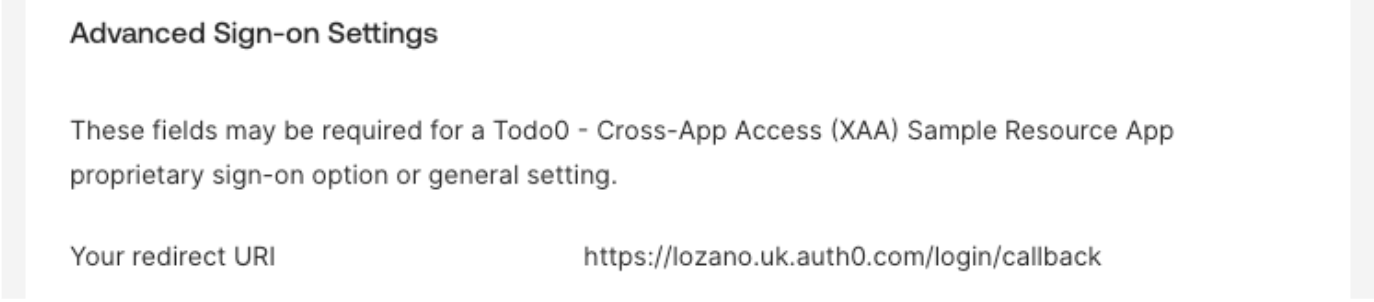 Advanced Sign-on Settings
These fields may be required for a Todo0 - Cross-App Access (XAA) Sample Resource App
proprietary sign-on option or general setting.
Your redirect URI https://lozano.uk.auth0.com/login/callback